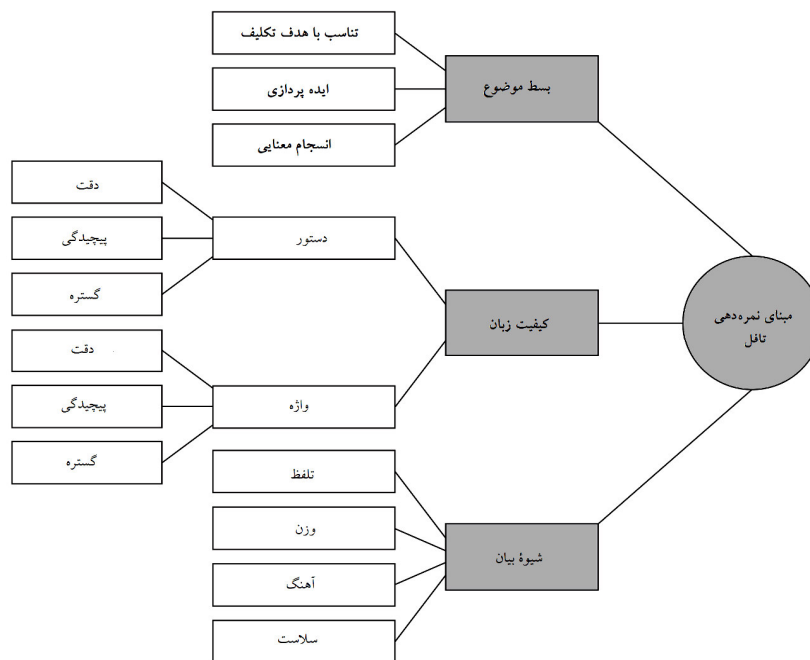 تناسب با هدف تکلیف
ایده پردازی
انسجام معنایی
بسط موضوع
دقت
پیچیدگی
گستره
دستور
دقت
پیچیدگی
گستره
واژه
کیفیت زبان
مبنای نمره‌دهی
تافل
تلفظ
وزن
آهنگ
سلاست
شیوۀ بیان